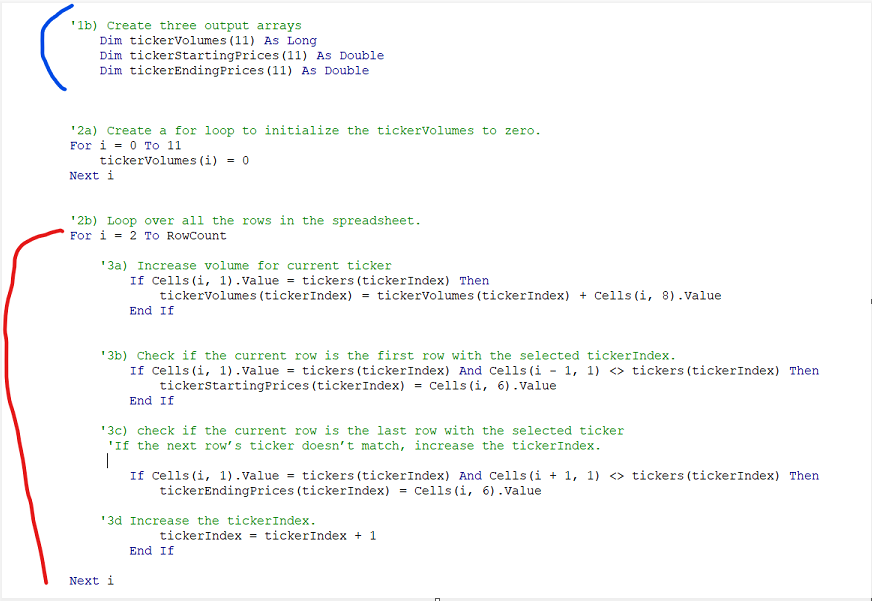 '1b) Create three output arrays
Dim tickerVolumes(11) As Long
Dim tickerStartingPrices(11) As Double
Dim tickerEndingPrices(11) As Double
'2a) Create a for loop to initialize the tickerVolumes to zero.
For i = 0 To 11
tickerVolumes(i) = 0
Next i
'2b) Loop over all the rows in the spreadsheet.
For i = 2 To RowCount
'3a) Increase volume for current ticker
If Cells(i, 1).Value = tickers(tickerIndex) Then
tickerVolumes(tickerIndex) = tickerVolumes(tickerIndex) + Cells(i, 8).Value
End If
'3b) Check if the current row is the first row with the selected tickerIndex.
If Cells(i, 1).Value = tickers(tickerIndex) And Cells(i - 1, 1) <> tickers(tickerIndex) Then
tickerStartingPrices(tickerIndex) = Cells(i, 6).Value
End If
'3c) check if the current row is the last row with the selected ticker
'If the next row’s ticker doesn’t match, increase the tickerIndex.
If Cells(i, 1).Value = tickers(tickerIndex) And Cells(i + 1, 1) <> tickers(tickerIndex) Then
tickerEndingPrices(tickerIndex) = Cells(i, 6).Value
'3d Increase the tickerIndex.
tickerIndex = tickerIndex + 1
End If
Next i